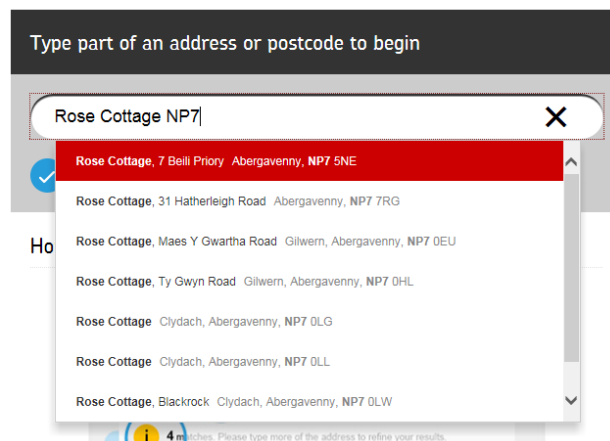 Type part of an address or postcode to begin
Rose Cottage NP7
Rose Cottage, 7 Beili Priory Abergavenny, NP7 5NE
Rose Cottage, 31 Hatherleigh Road Abergavenny, NP7 7RG
Rose Cottage, Maes Y Gwartha Road Gilwern, Abergavenny, NP7 0EU
Ho
Rose Cottage, Ty Gwyn Road Gilwern, Abergavenny, NP7 0HL
Rose Cottage Clydach, Abergavenny, NP7 0LG
Rose Cottage Clydach, Abergavenny, NP7 0LL
Rose Cottage, Blackrock Clydach, Abergavenny, NP7 0LW
i 4 matches. Please type more of the address to refine your results.